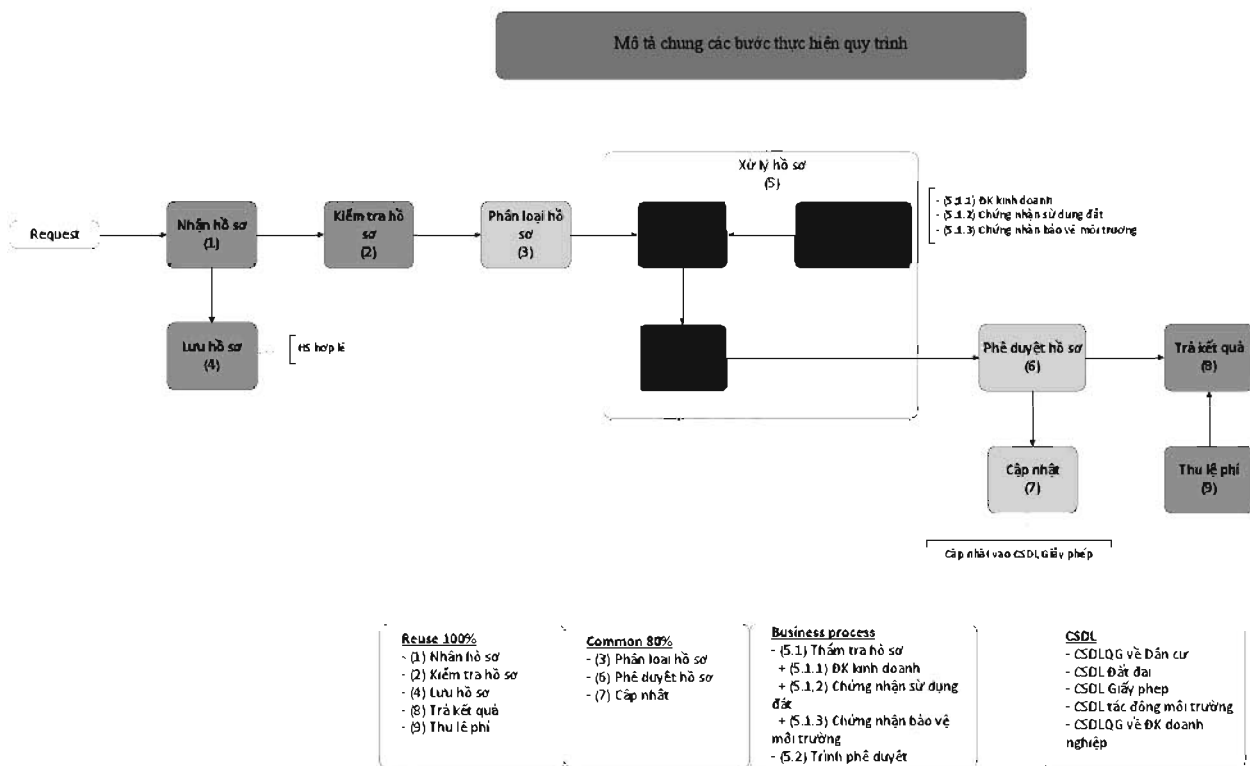 Mô tả chung các bước thực hiện quy trình
Xử lý hồ sơ
(5)
Request
Nhận hồ sơ
(1)
Kiểm tra hồ
sơ
(2)
Phân loại hồ
sơ
(3)
- (5.1.1) ĐK kinh doanh
- (5.1.2) Chứng nhận sử dụng đất
- (5.1.3) Chứng nhận bảo vệ môi trường
Lưu hồ sơ
(4)
HS hợp lệ
Phê duyệt hồ sơ
(6)
Trả kết quả
(8)
Cập nhật
(7)
Thu lệ phí
(9)
Cập nhật vào CSDL Giấy phép
Reuse 100%
- (1) Nhận hồ sơ
- (2) Kiểm tra hồ sơ
- (4) Lưu hồ sơ
- (8) Trả kết quả
- (9) Thu lệ phí
Common 80%
- (3) Phân loại hồ sơ
- (6) Phê duyệt hồ sơ
- (7) Cập nhật
Business process
- (5.1) Thẩm tra hồ sơ
+ (5.1.1) ĐK kinh doanh
+ (5.1.2) Chứng nhận sử dụng
đất
+ (5.1.3) Chứng nhận bảo vệ
môi trường
- (5.2) Trình phê duyệt
CSDL
- CSDLQG về Dân cư
- CSDL Đất đai
- CSDL Giấy phep
- CSDL tác động môi trường
- CSDLQG về ĐK doanh
nghiệp